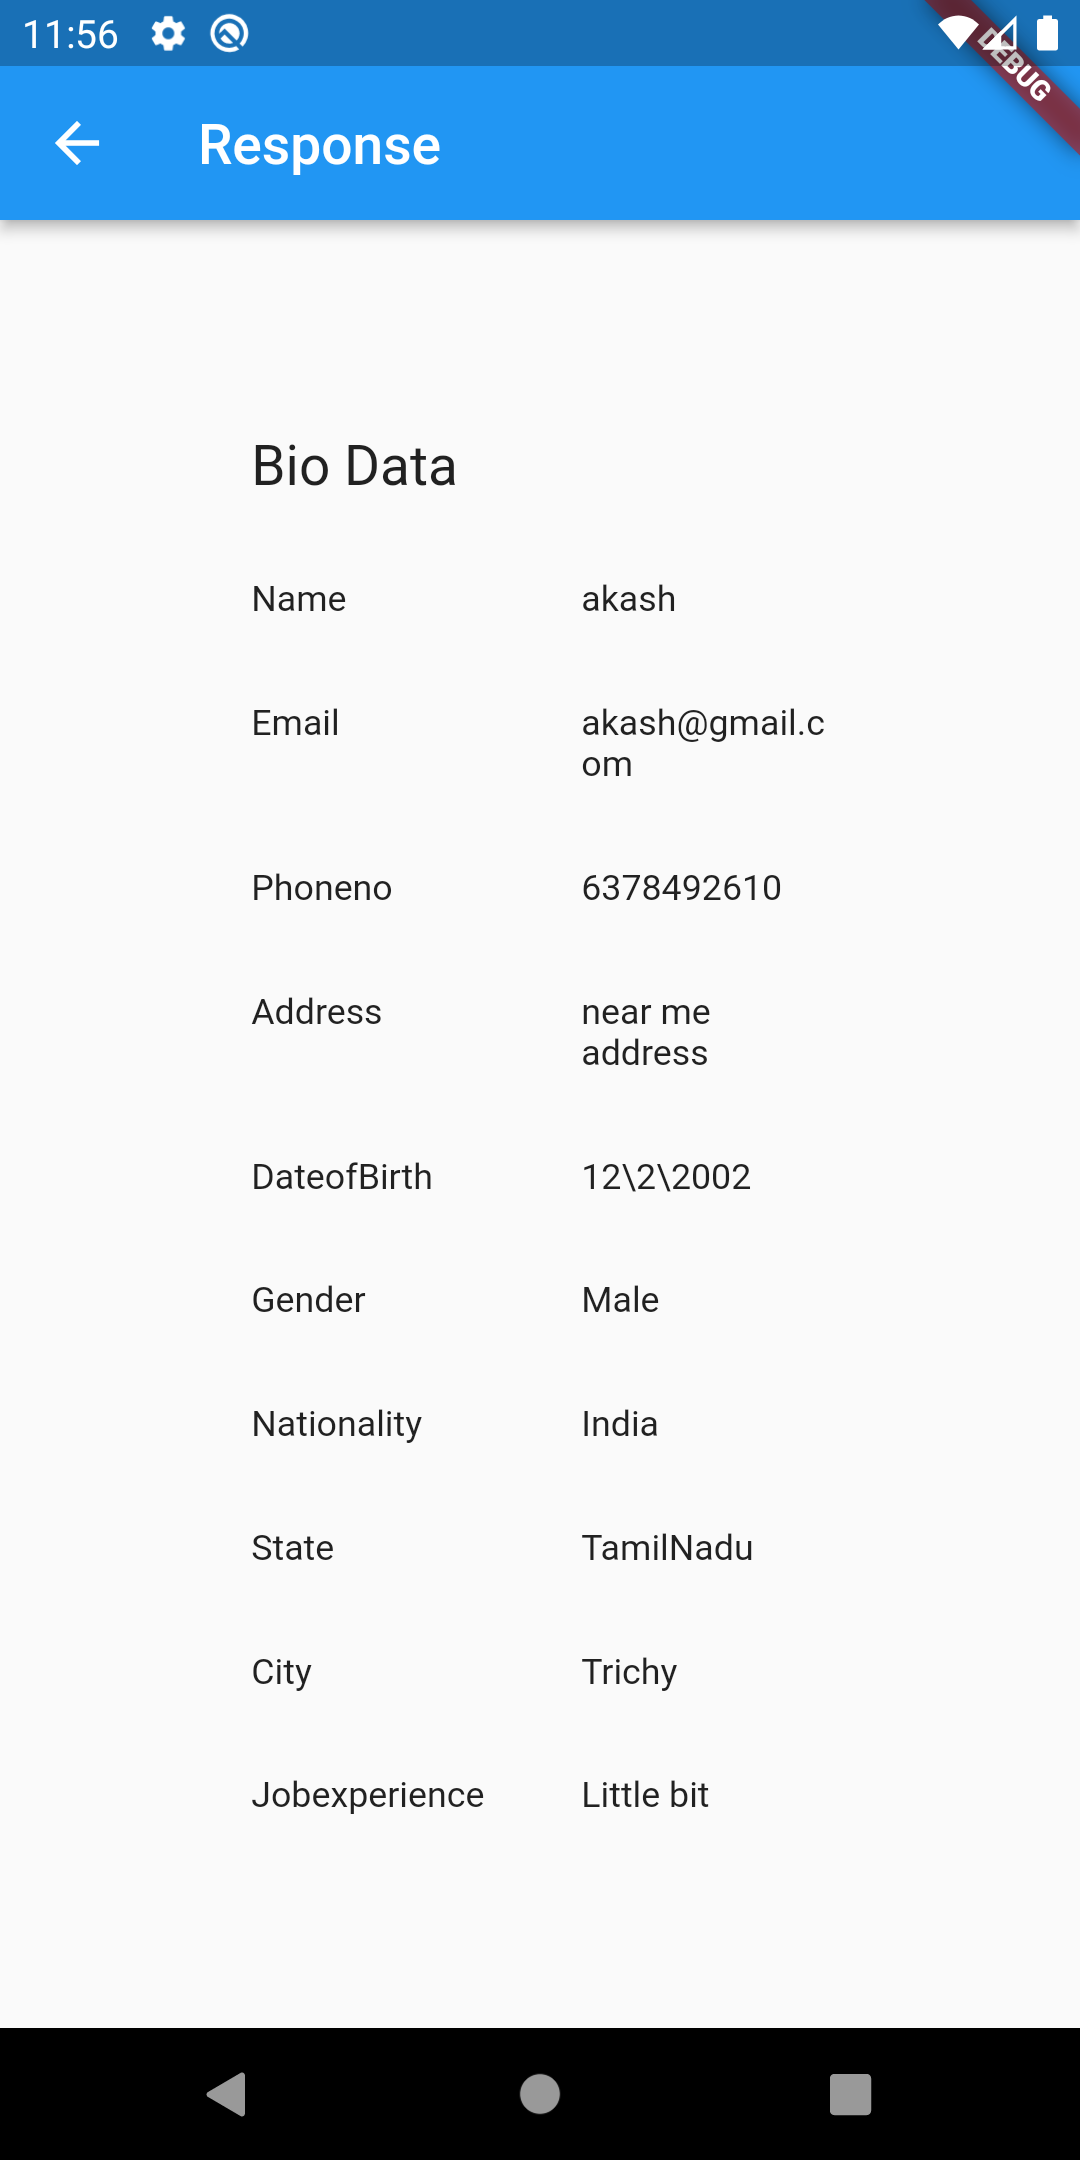 11:56
DEBUG
Response
Bio Data
Name akash
Email akash@gmail.c
om
Phoneno 6378492610
Address near me
address
DateofBirth 12\2\2002
Gender Male
Nationality India
State TamilNadu
City Trichy
Jobexperience Little bit